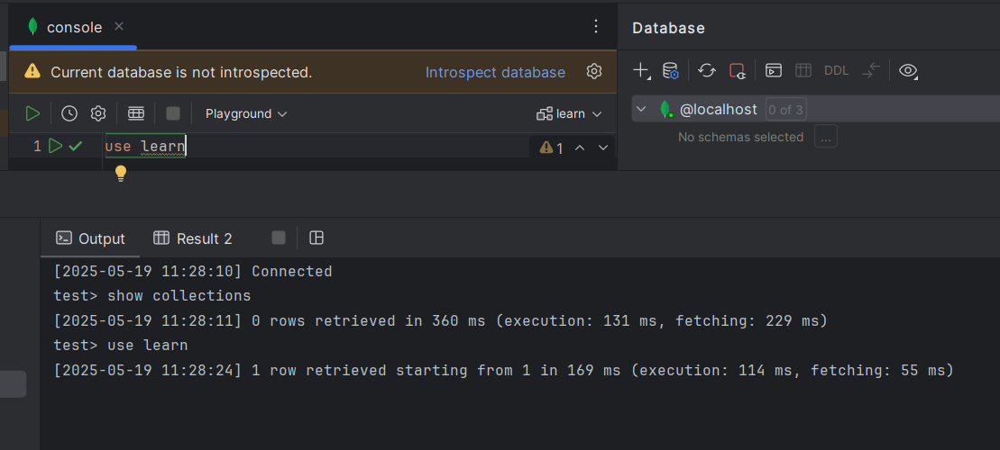 console
Database
Current database is not introspected. Introspect database
DDL
Playground
learn
@localhost 0 of 3
1 use learn
1
No schemas selected ...
Output
Result 2
[2025-05-19 11:28:10] Connected
test> show collections
[2025-05-19 11:28:11] 0 rows retrieved in 360 ms (execution: 131 ms, fetching: 229 ms)
test> use learn
[2025-05-19 11:28:24] 1 row retrieved starting from 1 in 169 ms (execution: 114 ms, fetching: 55 ms)